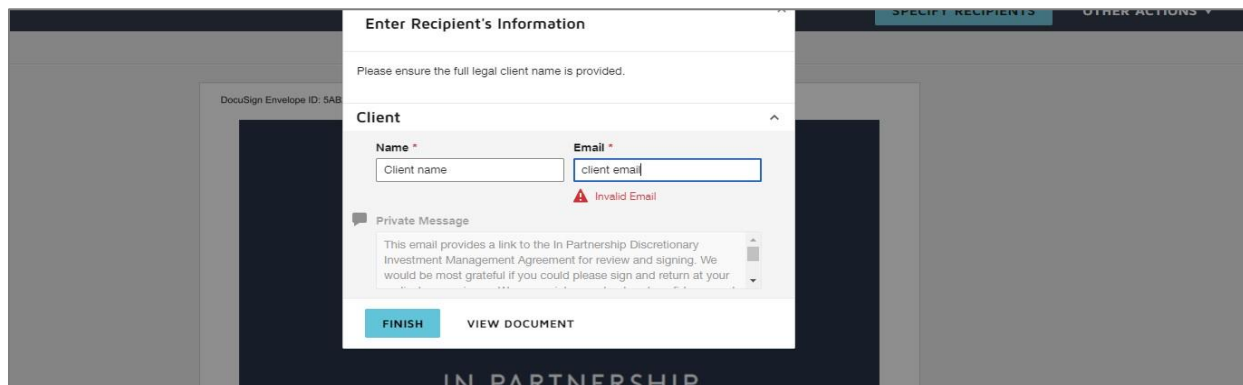 SPECIFY RECIPIENTS
OTHER ACTIONS
Enter Recipient's Information
Please ensure the full legal client name is provided.
DocuSign Envelope ID: 5AB
Client
Name *
Email *
Client name
client email
Invalid Email
Private Message
This email provides a link to the In Partnership Discretionary
Investment Management Agreement for review and signing. We
would be most grateful if you could please sign and return at your
FINISH
VIEW DOCUMENT
IN PARTNERSHIP